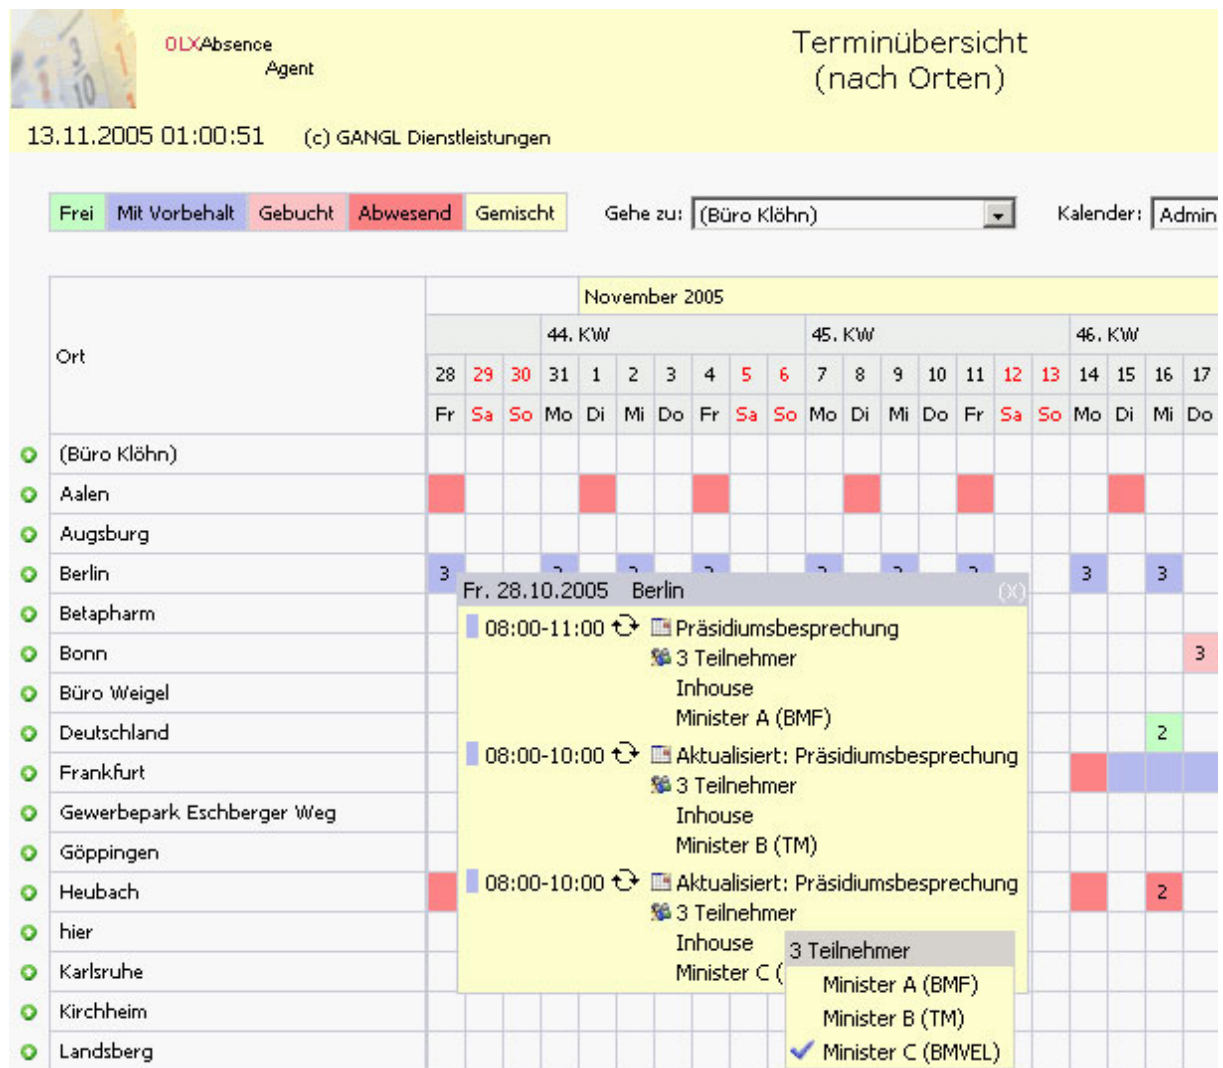 OLXAbsence
Agent
Terminübersicht
(nach Orten)
13.11.2005 01:00:51 (c) GANGL Dienstleistungen
Frei Mit Vorbehalt Gebucht Abwesend Gemischt Gehe zu: (Büro Klöhn) Kalender: Admin
November 2005
44. KW 45. KW 46. KW
Ort
28 29 30 31 1 2 3 4 5 6 7 8 9 10 11 12 13 14 15 16 17
Fr Sa So Mo Di Mi Do Fr Sa So Mo Di Mi Do Fr Sa So Mo Di Mi Do
(Büro Klöhn)
Aalen
Augsburg
Berlin 3 3 3
Fr. 28.10.2005 Berlin (X)
Betapharm
08:00-11:00 Präsidiumsbesprechung
Bonn 3 Teilnehmer 3
Inhouse
Büro Weigel
Minister A (BMF)
Deutschland 2
08:00-10:00 Aktualisiert: Präsidiumsbesprechung
Frankfurt
3 Teilnehmer
Gewerbepark Eschberger Weg Inhouse
Göppingen Minister B (TM)
08:00-10:00 Aktualisiert: Präsidiumsbesprechung
Heubach 2
3 Teilnehmer
hier
Inhouse
3 Teilnehmer
Karlsruhe Minister C (
Minister A (BMF)
Kirchheim Minister B (TM)
Landsberg Minister C (BMVEL)